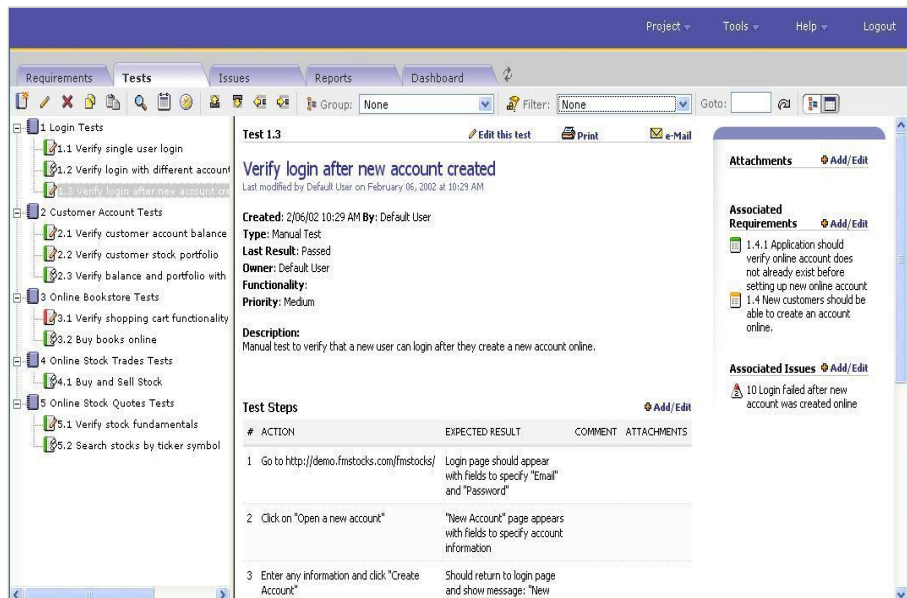 Project Tools Help Logout
Requirements Tests Issues Reports Dashboard
Group: None Filter: None Goto:
1 Login Tests
1.1 Verify single user login
1.2 Verify login with different account
1.3 Verify login after new account cre
2 Customer Account Tests
2.1 Verify customer account balance
2.2 Verify customer stock portfolio
2.3 Verify balance and portfolio with
3 Online Bookstore Tests
3.1 Verify shopping cart functionality
3.2 Buy books online
4 Online Stock Trades Tests
4.1 Buy and Sell Stock
5 Online Stock Quotes Tests
5.1 Verify stock fundamentals
5.2 Search stocks by ticker symbol
Test 1.3 Edit this test Print e-Mail
Verify login after new account created
Last modified by Default User on February 06, 2002 at 10:29 AM
Created: 2/06/02 10:29 AM By: Default User
Type: Manual Test
Last Result: Passed
Owner: Default User
Functionality:
Priority: Medium
Description:
Manual test to verify that a new user can login after they create a new account online.
Test Steps Add/Edit
# ACTION EXPECTED RESULT COMMENT ATTACHMENTS
1 Go to http://demo.fmstocks.com/fmstocks/ Login page should appear
with fields to specify "Email"
and "Password"
2 Click on "Open a new account" "New Account" page appears
with fields to specify account
information
3 Enter any information and click "Create Should return to login page
Account" and show message: "New
Attachments Add/Edit
Associated
Requirements Add/Edit
1.4.1 Application should
verify online account does
not already exist before
setting up new online account
1.4 New customers should be
able to create an account
online.
Associated Issues Add/Edit
10 Login failed after new
account was created online